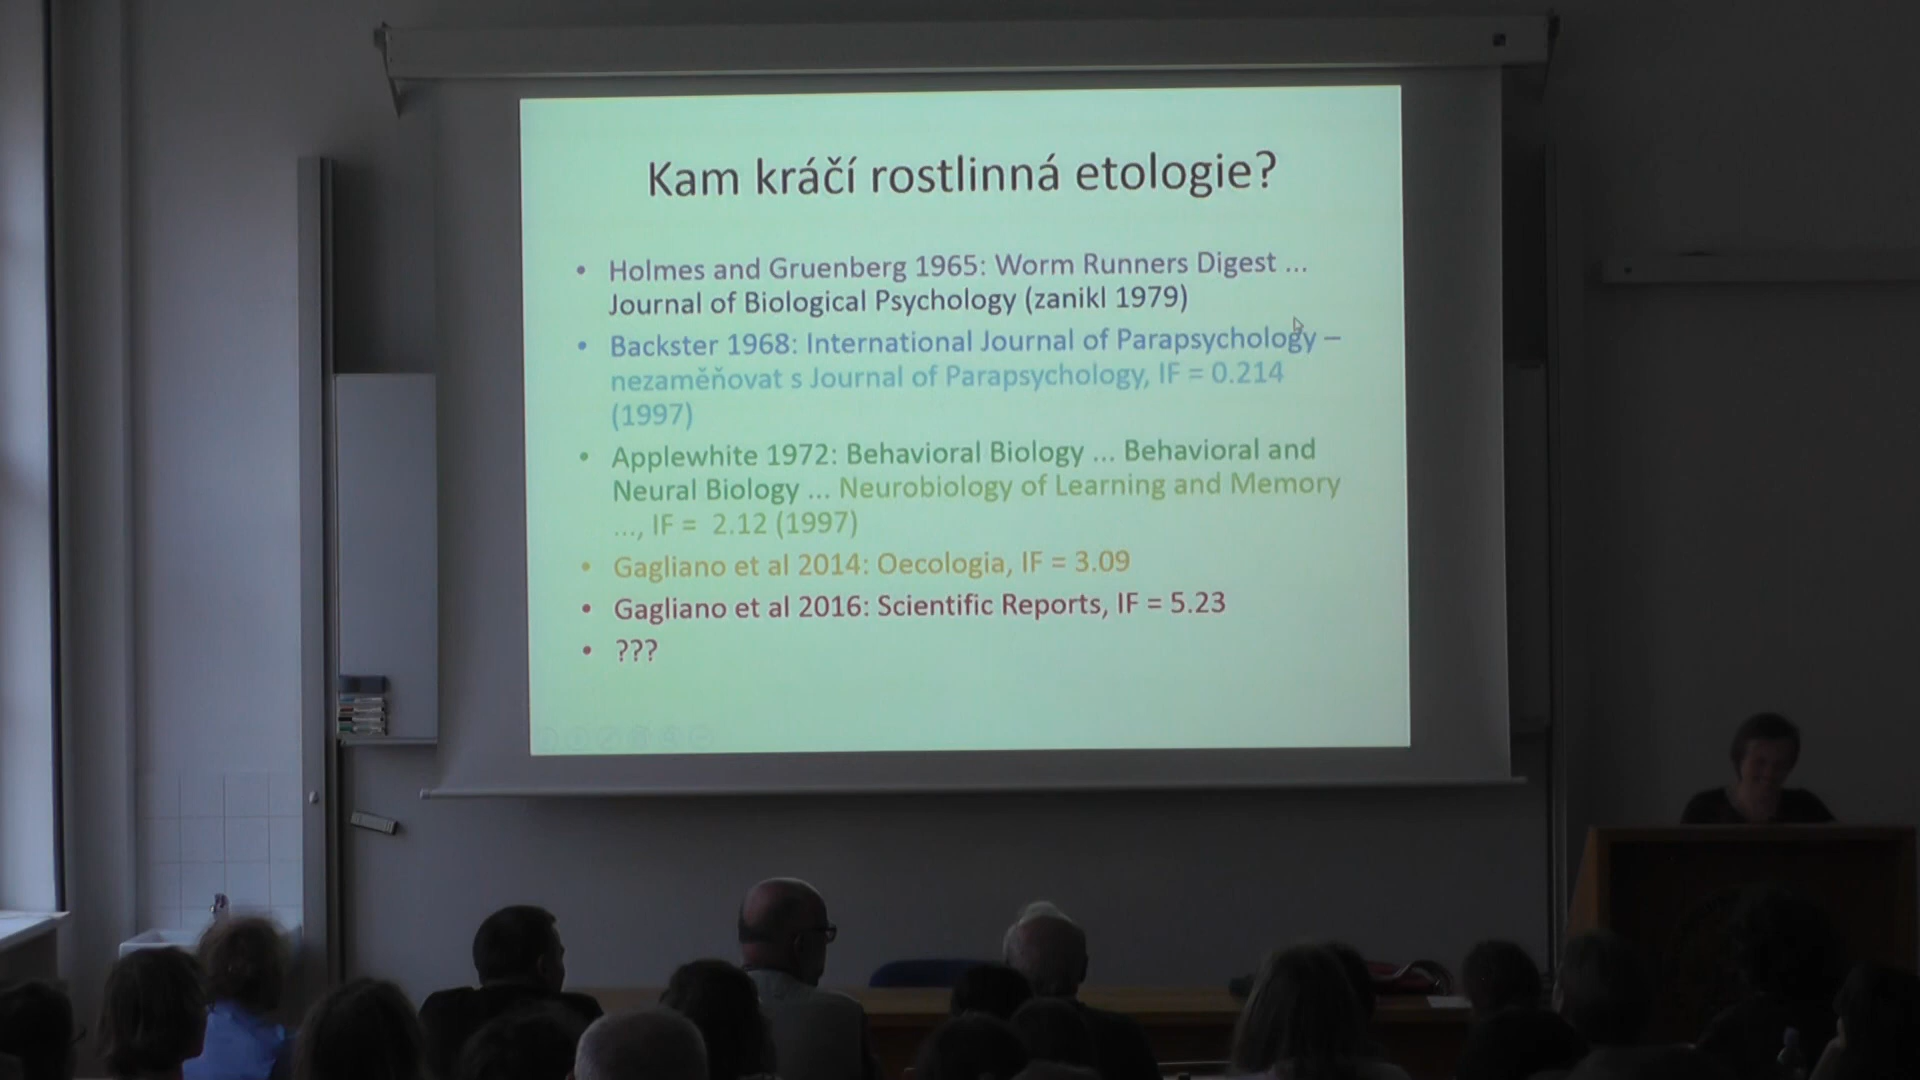 Kam kráčí rostlinná etologie?
• Holmes and Gruenberg 1965: Worm Runners Digest ...
Journal of Biological Psychology (zanikl 1979)
• Backster 1968: International Journal of Parapsychology –
nezaměňovat s Journal of Parapsychology, IF = 0.214
(1997)
• Applewhite 1972: Behavioral Biology ... Behavioral and
Neural Biology ... Neurobiology of Learning and Memory
..., IF = 2.12 (1997)
• Gagliano et al 2014: Oecologia, IF = 3.09
• Gagliano et al 2016: Scientific Reports, IF = 5.23
• ???